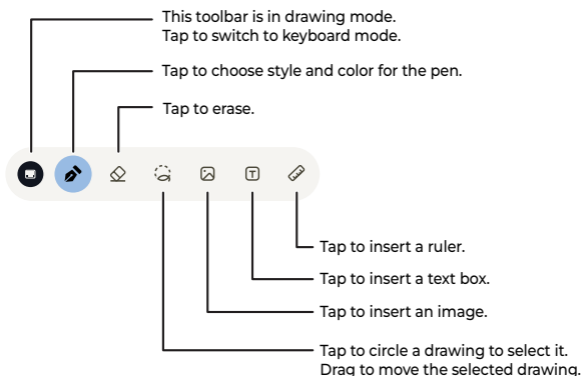 This toolbar is in drawing mode.
Tap to switch to keyboard mode.
Tap to choose style and color for the pen.
Tap to erase.
T
Tap to insert a ruler.
Tap to insert a text box.
Tap to insert an image.
Tap to circle a drawing to select it.
Drag to move the selected drawing.